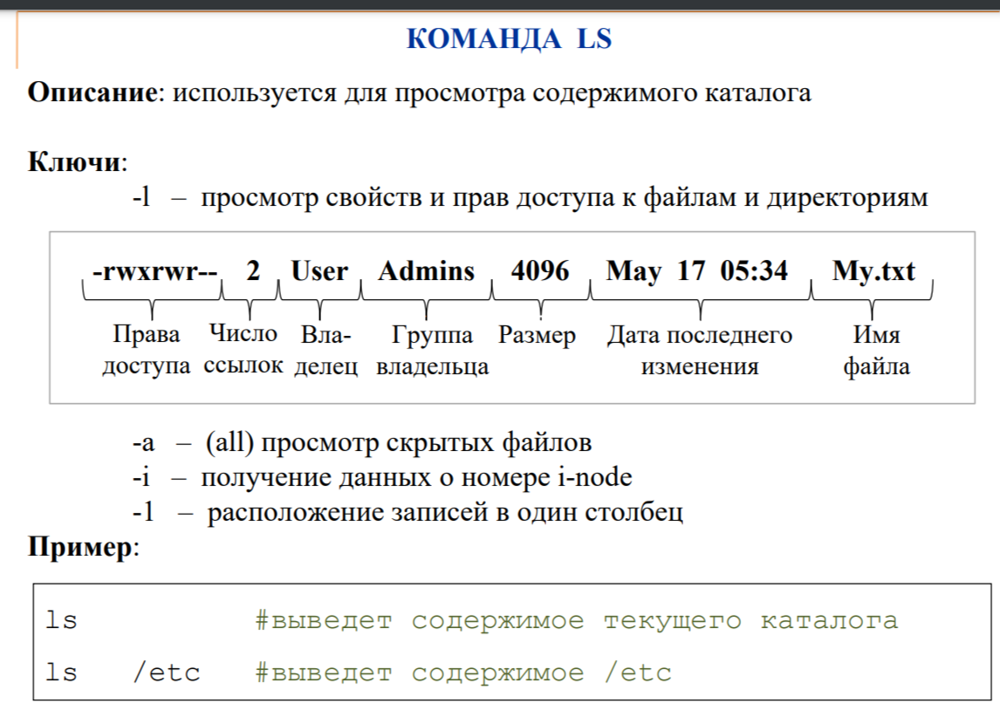 КОМАНДА LS
Описание: используется для просмотра содержимого каталога
Ключи:
-l – просмотр свойств и прав доступа к файлам и директориям
-rwxrwr-- 2 User Admins 4096 May 17 05:34 My.txt
Права Число Вла- Группа Размер Дата последнего Имя
доступа ссылок делец владельца изменения файла
-a – (all) просмотр скрытых файлов
-i – получение данных о номере i-node
-1 – расположение записей в один столбец
Пример:
ls #выведет содержимое текущего каталога
ls /etc #выведет содержимое /etc